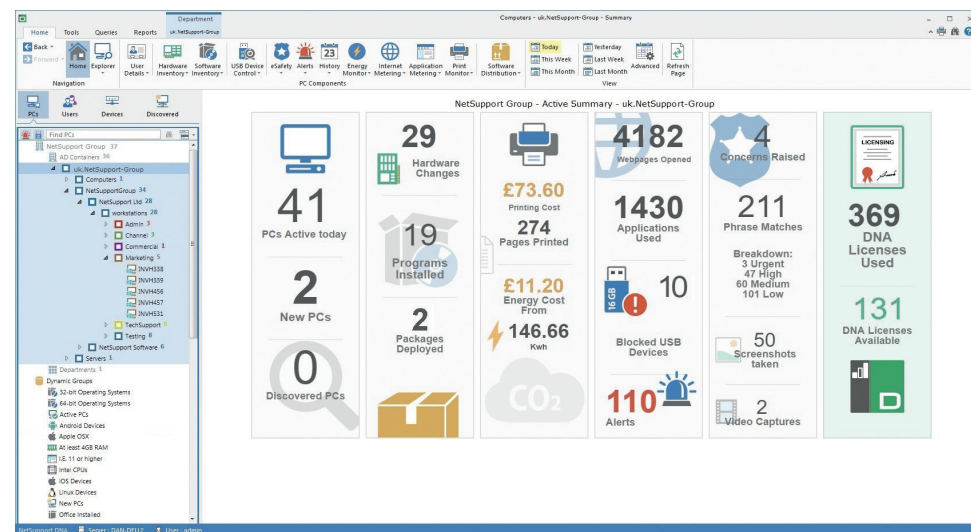 Department
Computers - uk.NetSupport-Group - Summary
Home Tools Queries Reports uk.NetSupport-Group
Back
Forward
Home
Explorer
User Details
Hardware Inventory
Software Inventory
USB Device Control
eSafety
Alerts
23
History
Energy Monitor
Internet Metering
Application Metering
Print Monitor
Software Distribution
Today
This Week
This Month
Yesterday
Last Week
Last Month
Advanced
Refresh Page
Navigation
PC Components
View
PCs Users Devices Discovered
Find PCs
NetSupport Group 37
AD Containers 36
uk.NetSupport-Group
Computers 1
NetSupportGroup 34
NetSupport Ltd 28
workstations 28
Admin 3
Channel 3
Commercial 1
Marketing 5
INVH338
INVH339
INVH456
INVH457
INVH531
TechSupport
Testing 8
NetSupport Software 6
Servers 1
Departments 1
Dynamic Groups
32-bit Operating Systems
64-bit Operating Systems
Active PCs
Android Devices
Apple OSX
At least 4GB RAM
I.E. 11 or higher
Intel CPUs
iOS Devices
Linux Devices
New PCs
Office Installed
NetSupport DNA Server : DAN-DELL2 User : admin
NetSupport Group - Active Summary - uk.NetSupport-Group
41
PCs Active today
2
New PCs
0
Discovered PCs
29
Hardware
Changes
19
Programs
Installed
2
Packages
Deployed
£73.60
Printing Cost
274
Pages Printed
£11.20
Energy Cost
From
146.66
Kwh
CO2
4182
Webpages Opened
1430
Applications
Used
16 GB
10
Blocked USB
Devices
110
Alerts
4
Concerns Raised
211
Phrase Matches
Breakdown:
3 Urgent
47 High
60 Medium
101 Low
50
Screenshots
taken
2
Video Captures
LICENSING
369
DNA
Licenses
Used
131
DNA Licenses
Available
D